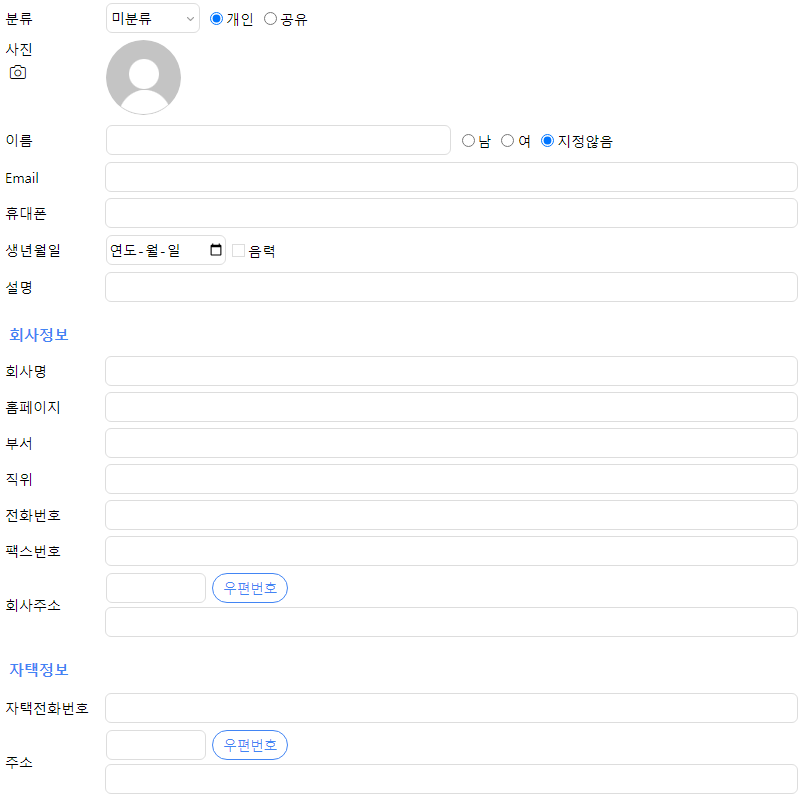 분류 미분류 개인 공유
사진
이름 남 여 지정않음
Email
휴대폰
생년월일 연도-월-일 음력
설명
회사정보
회사명
홈페이지
부서
직위
전화번호
팩스번호
회사주소 우편번호
자택정보
자택전화번호
주소 우편번호